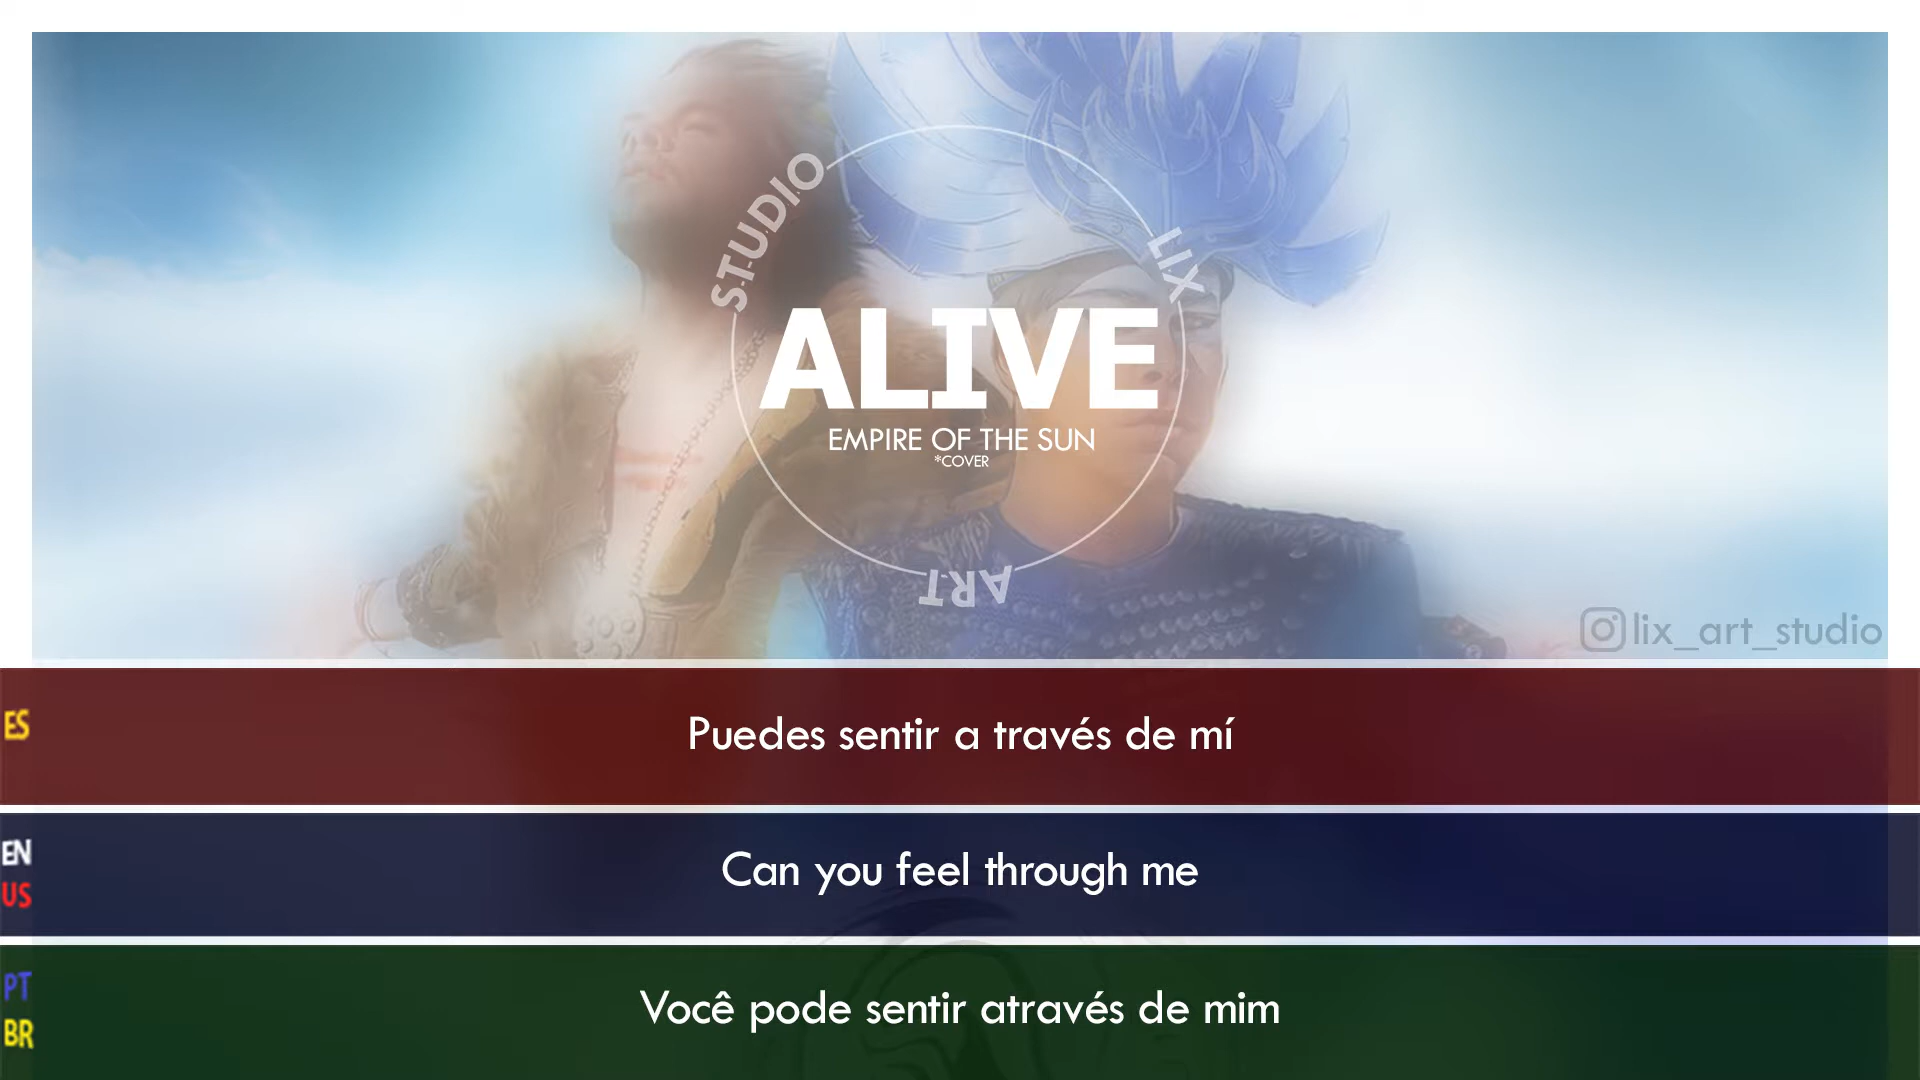 STUDIO
LIX
ALIVE
EMPIRE OF THE SUN
*COVER
ART
lix_art_studio
ES
Puedes sentir a través de mí
EN
US
Can you feel through me
PT
BR
Você pode sentir através de mim